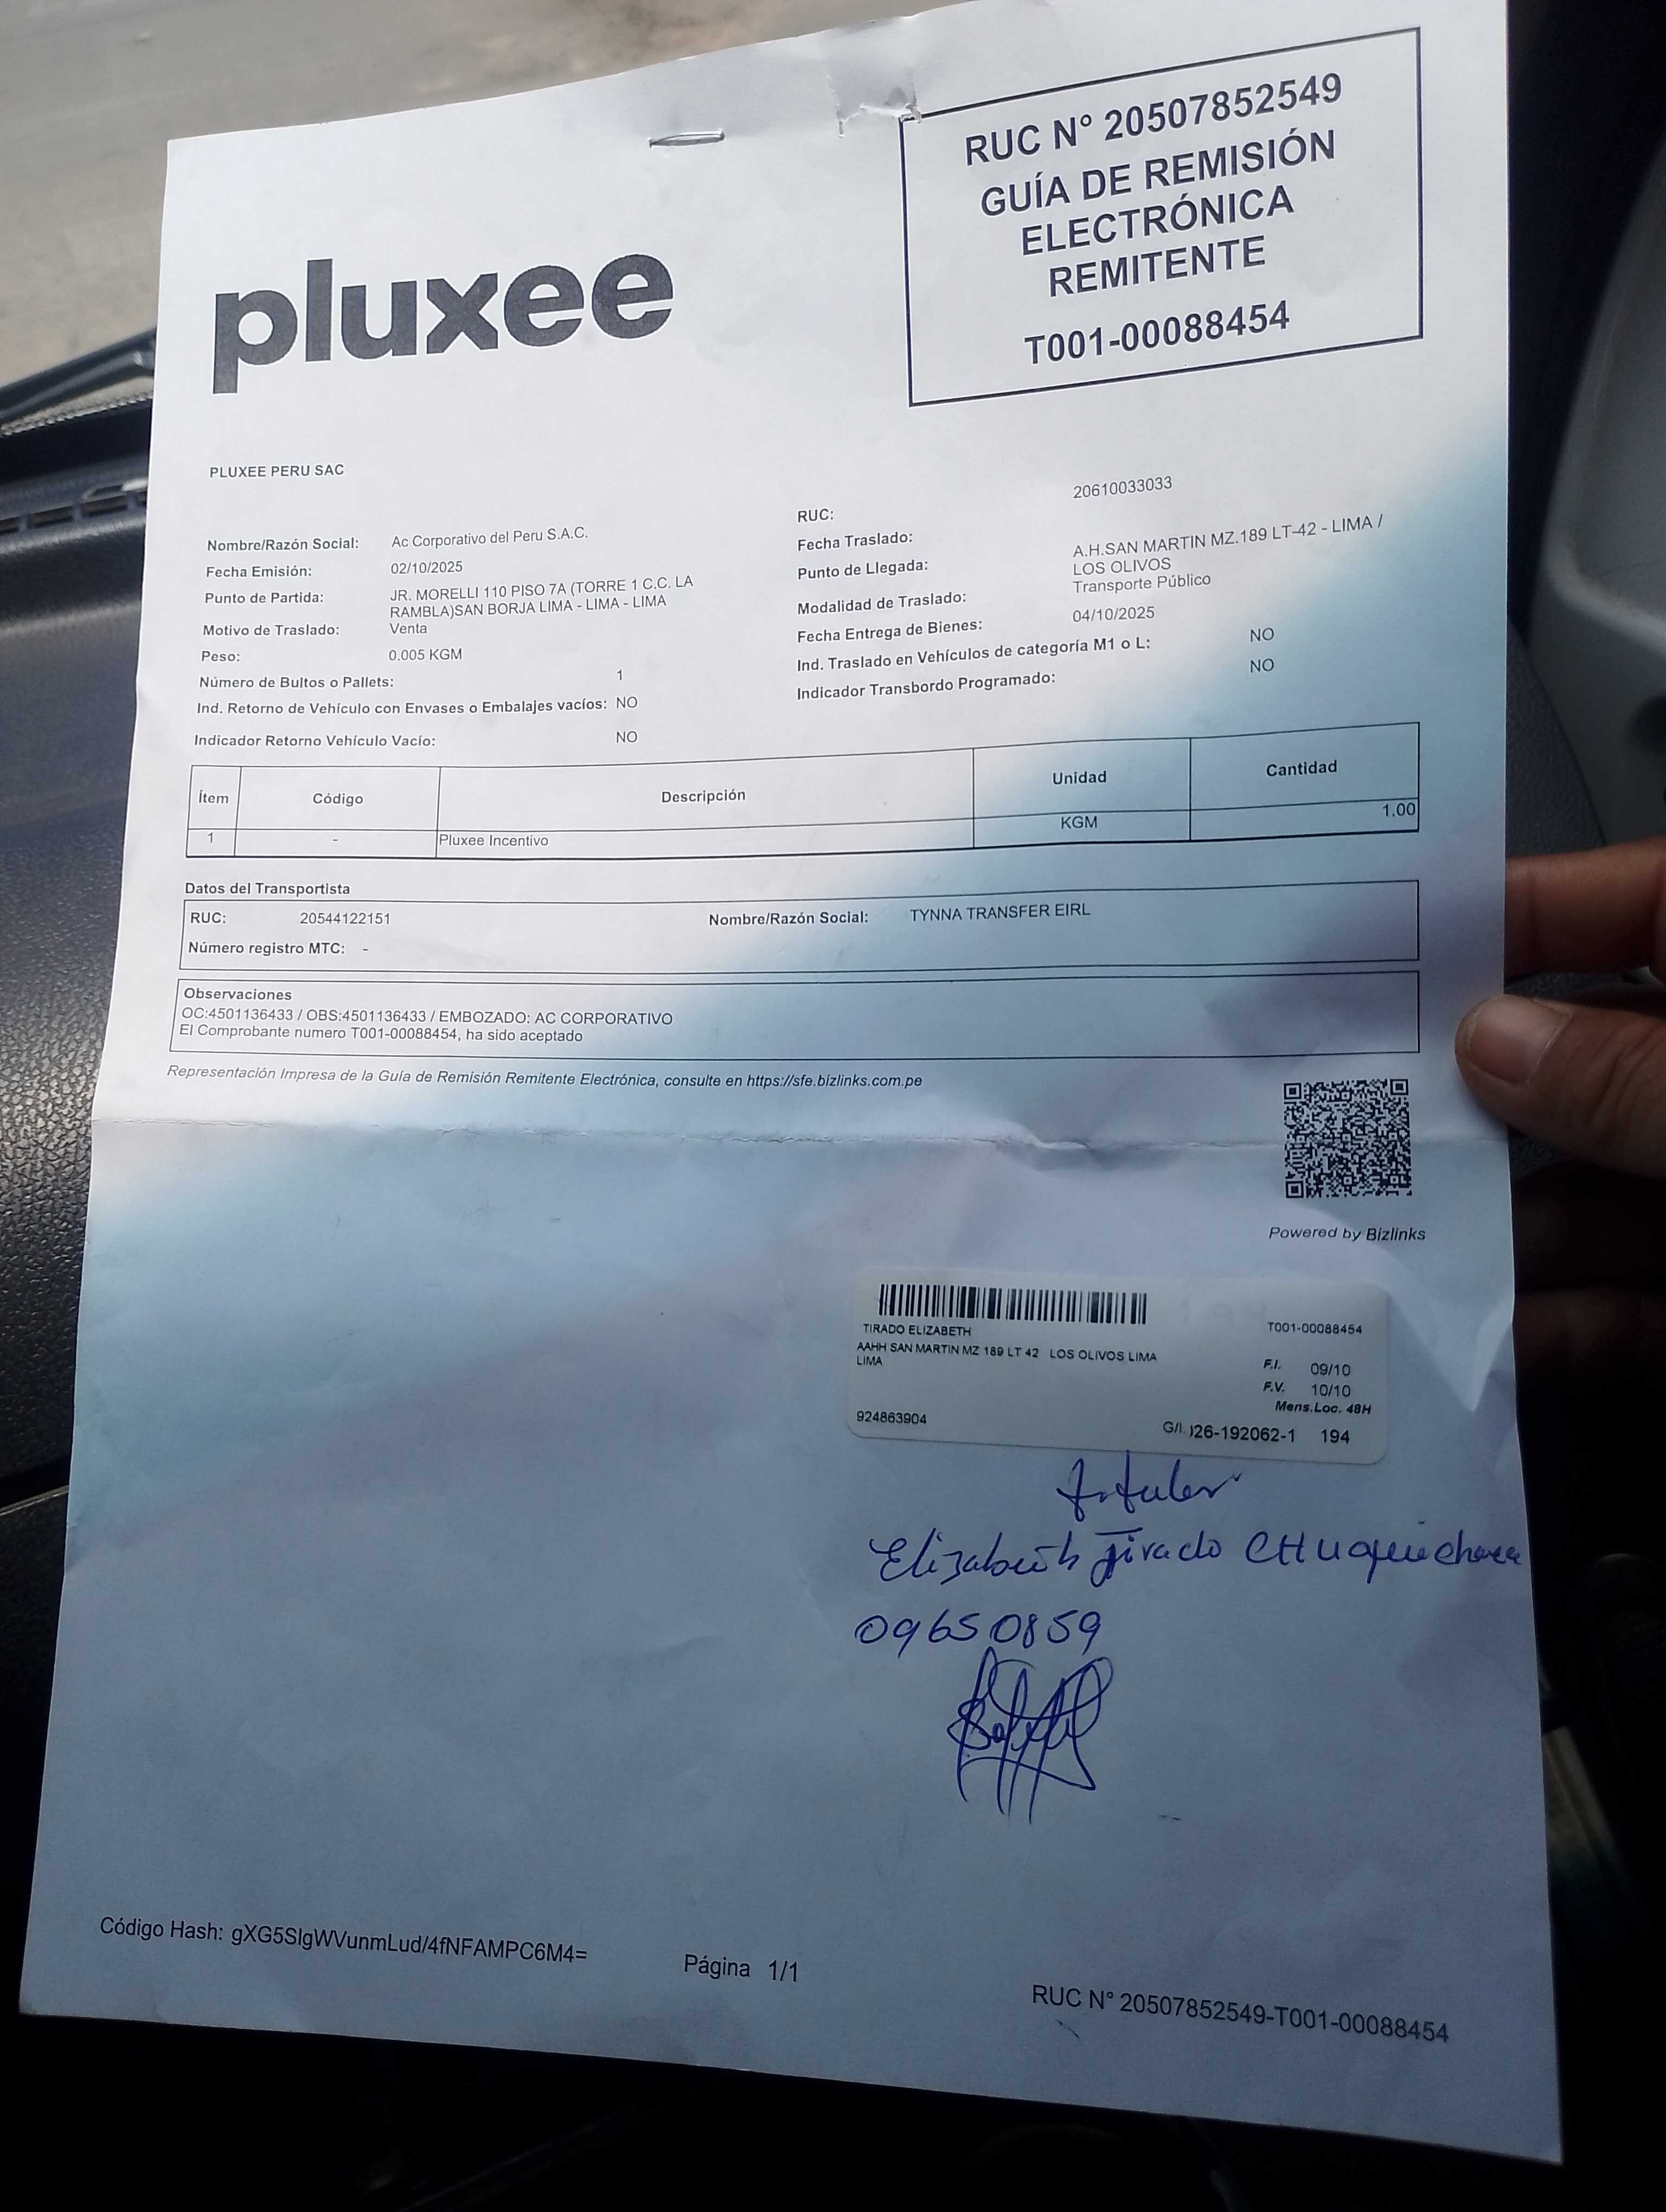 RUC N° 20507852549
GUÍA DE REMISIÓN
ELECTRÓNICA
REMITENTE
T001-00088454
pluxee
PLUXEE PERU SAC
Nombre/Razón Social: Ac Corporativo del Peru S.A.C.
Fecha Emisión: 02/10/2025
Punto de Partida: JR. MORELLI 110 PISO 7A (TORRE 1 C.C. LA
RAMBLA)SAN BORJA LIMA - LIMA - LIMA
Motivo de Traslado: Venta
Peso: 0.005 KGM
Número de Bultos o Pallets: 1
Ind. Retorno de Vehículo con Envases o Embalajes vacíos: NO
Indicador Retorno Vehículo Vacío: NO
RUC: 20610033033
Fecha Traslado:
Punto de Llegada: A.H.SAN MARTIN MZ.189 LT-42 - LIMA /
LOS OLIVOS
Modalidad de Traslado: Transporte Público
Fecha Entrega de Bienes: 04/10/2025
Ind. Traslado en Vehículos de categoría M1 o L: NO
Indicador Transbordo Programado: NO
Ítem Código Descripción Unidad Cantidad
1 - Pluxee Incentivo KGM 1.00
Datos del Transportista
RUC: 20544122151 Nombre/Razón Social: TYNNA TRANSFER EIRL
Número registro MTC: -
Observaciones
OC:4501136433 / OBS:4501136433 / EMBOZADO: AC CORPORATIVO
El Comprobante numero T001-00088454, ha sido aceptado
Representación Impresa de la Guía de Remisión Remitente Electrónica, consulte en https://sfe.bizlinks.com.pe
Powered by Bizlinks
TIRADO ELIZABETH T001-00088454
AAHH SAN MARTIN MZ 189 LT 42 LOS OLIVOS LIMA
LIMA
F.I. 09/10
F.V. 10/10
Mens.Loc. 48H
924863904 G/I. 26-192062-1 194
titular
Elizabeth Tirado
09650859
Código Hash: gXG5SIgWVunmLud/4fNFAMPC6M4=
Página 1/1
RUC N° 20507852549-T001-00088454